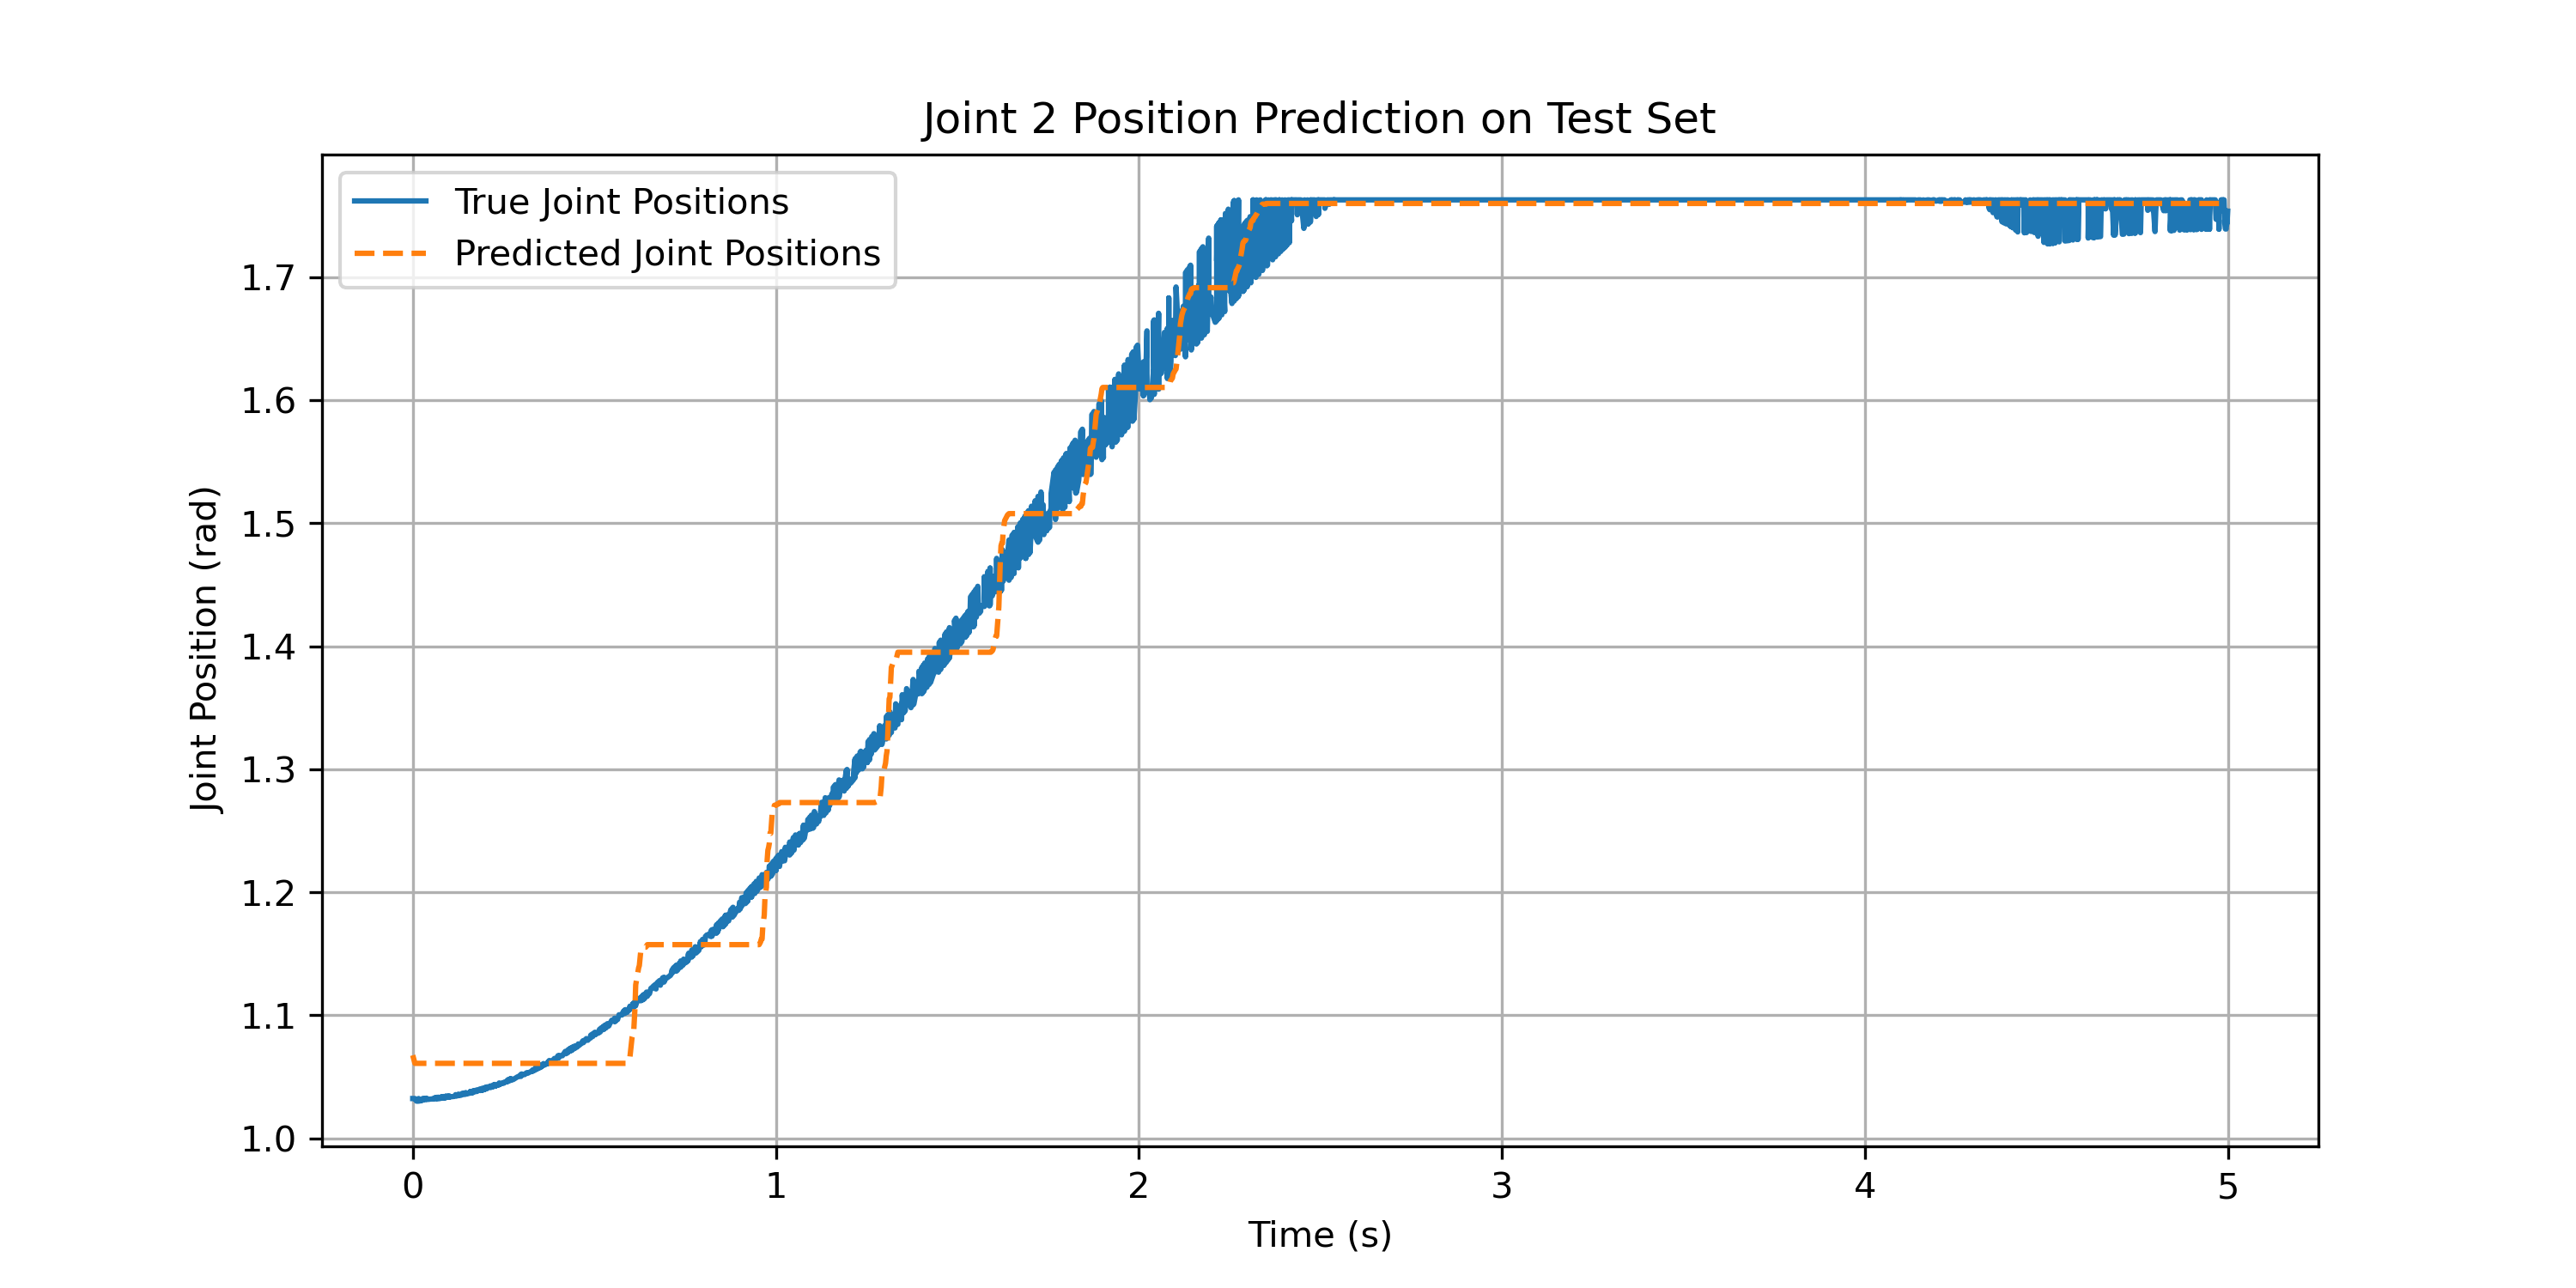 Joint 2 Position Prediction on Test Set
True Joint Positions
Predicted Joint Positions
Joint Position (rad)
1.7
1.6
1.5
1.4
1.3
1.2
1.1
1.0
0 1 2 3 4 5
Time (s)